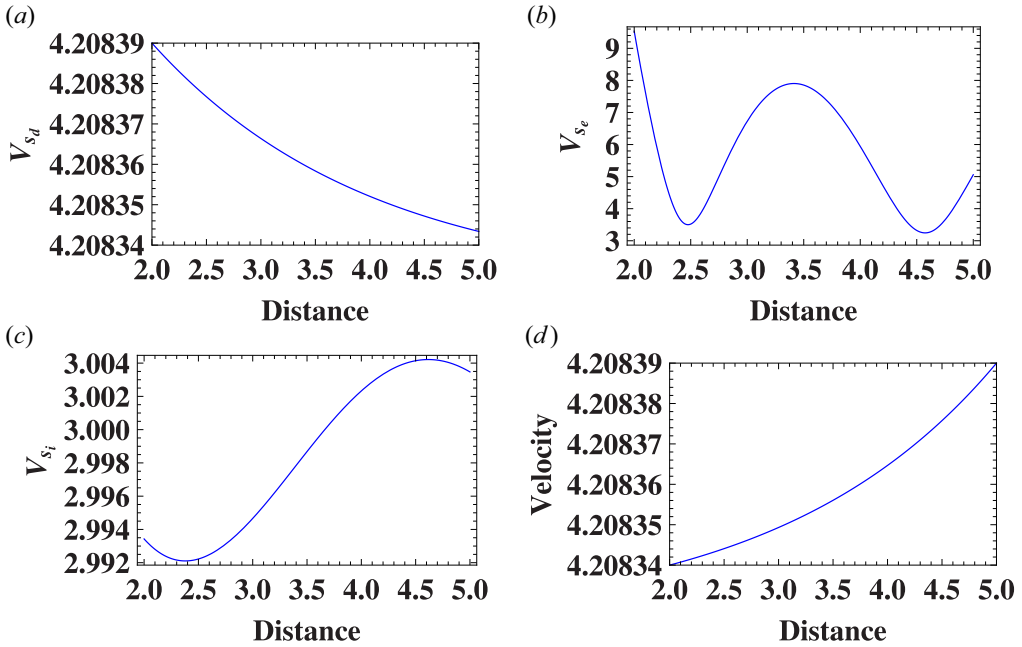 (a)
V_{s_d}
4.20839
4.20838
4.20837
4.20836
4.20835
4.20834
2.0 2.5 3.0 3.5 4.0 4.5 5.0
Distance
(b)
V_{s_e}
9
8
7
6
5
4
3
2.0 2.5 3.0 3.5 4.0 4.5 5.0
Distance
(c)
V_{s_i}
3.004
3.002
3.000
2.998
2.996
2.994
2.992
2.0 2.5 3.0 3.5 4.0 4.5 5.0
Distance
(d)
Velocity
4.20839
4.20838
4.20837
4.20836
4.20835
4.20834
2.0 2.5 3.0 3.5 4.0 4.5 5.0
Distance